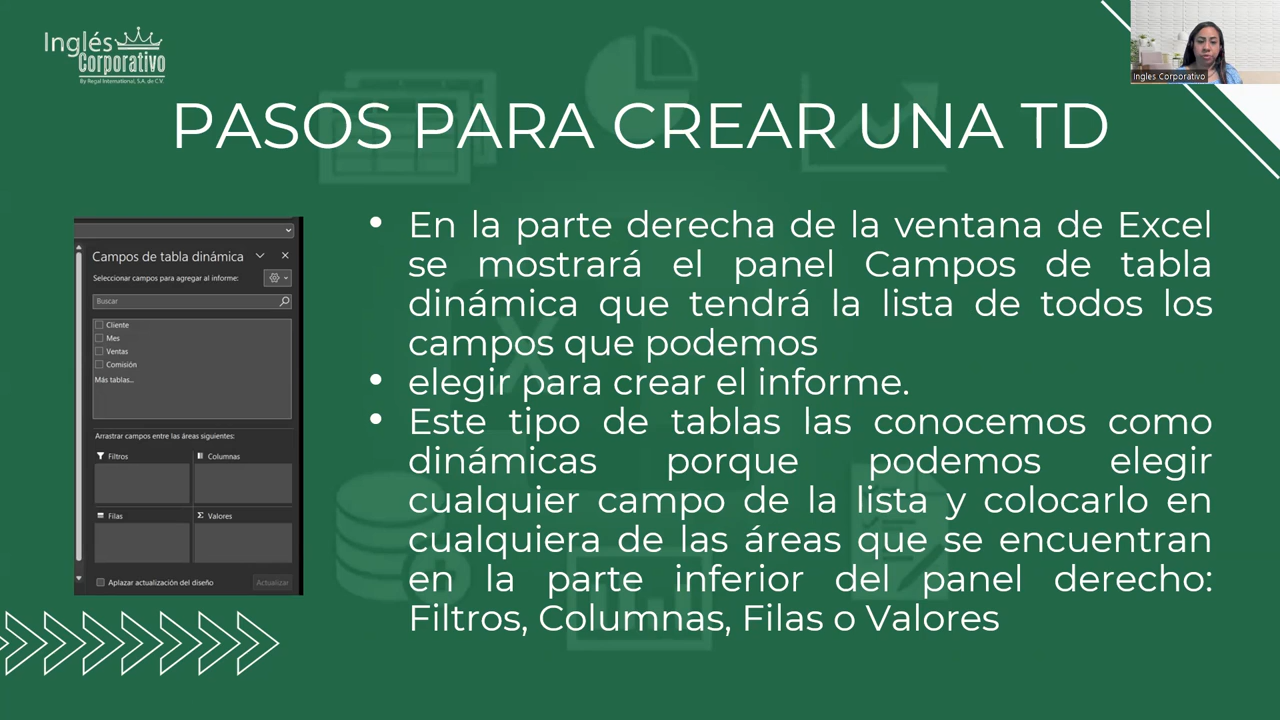 Inglés
Corporativo
By Regal International, S.A. de C.V.
Ingles Corporativo
PASOS PARA CREAR UNA TD
Campos de tabla dinámica
Seleccionar campos para agregar al informe:
Buscar
Cliente
Mes
Ventas
Comisión
Más tablas...
Arrastrar campos entre las áreas siguientes:
Filtros
Columnas
Filas
Valores
Aplazar actualización del diseño
Actualizar
• En la parte derecha de la ventana de Excel
se mostrará el panel Campos de tabla
dinámica que tendrá la lista de todos los
campos que podemos
• elegir para crear el informe.
• Este tipo de tablas las conocemos como
dinámicas porque podemos elegir
cualquier campo de la lista y colocarlo en
cualquiera de las áreas que se encuentran
en la parte inferior del panel derecho:
Filtros, Columnas, Filas o Valores